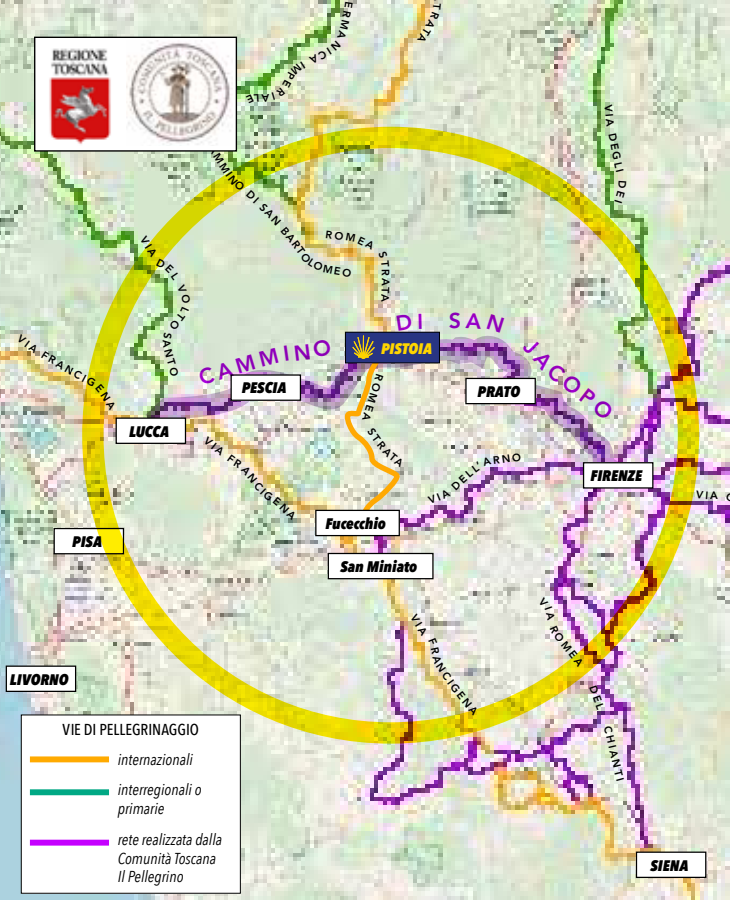 REGIONE
TOSCANA
COMUNITÀ TOSCANA
IL PELLEGRINO
ERMANICA IMPERIALE
TRATA
VIA DEGLI DEI
MMINO DI SAN BARTOLOMEO
ROMEA STRATA
VIA DEL VOLTO SANTO
CAMMINO DI SAN JACOPO
PISTOIA
VIA FRANCIGENA
PESCIA
PRATO
ROMEA STRATA
LUCCA
VIA FRANCIGENA
VIA DELL'ARNO
FIRENZE
VIA
Fucecchio
PISA
San Miniato
VIA FRANCIGENA
VIA ROMEA DEL CHIANTI
LIVORNO
VIE DI PELLEGRINAGGIO
internazionali
interregionali o
primarie
rete realizzata dalla
Comunità Toscana
Il Pellegrino
SIENA